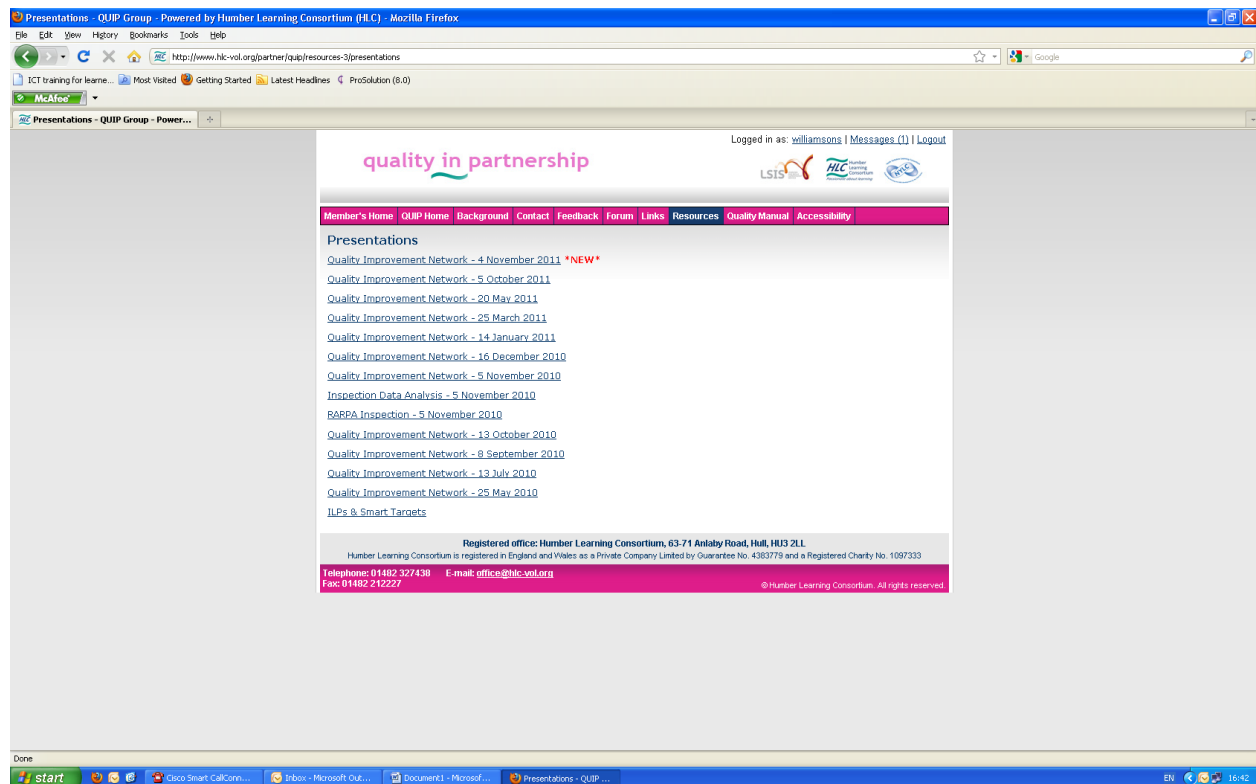 Presentations - QUIP Group - Powered by Humber Learning Consortium (HLC) - Mozilla Firefox
File Edit View History Bookmarks Tools Help
http://www.hlc-vol.org/partner/quip/resources-3/presentations
Google
ICT training for learne... Most Visited Getting Started Latest Headlines ProSolution (8.0)
McAfee
Presentations - QUIP Group - Power...
Logged in as: williamsons | Messages (1) | Logout
quality in partnership
LSIS HLC Humber Learning Consortium
Member's Home QUIP Home Background Contact Feedback Forum Links Resources Quality Manual Accessibility
Presentations
Quality Improvement Network - 4 November 2011 *NEW*
Quality Improvement Network - 5 October 2011
Quality Improvement Network - 20 May 2011
Quality Improvement Network - 25 March 2011
Quality Improvement Network - 14 January 2011
Quality Improvement Network - 16 December 2010
Quality Improvement Network - 5 November 2010
Inspection Data Analysis - 5 November 2010
RARPA Inspection - 5 November 2010
Quality Improvement Network - 13 October 2010
Quality Improvement Network - 8 September 2010
Quality Improvement Network - 13 July 2010
Quality Improvement Network - 25 May 2010
ILPs & Smart Targets
Registered office: Humber Learning Consortium, 63-71 Anlaby Road, Hull, HU3 2LL
Humber Learning Consortium is registered in England and Wales as a Private Company Limited by Guarantee No. 4383779 and a Registered Charity No. 1097333
Telephone: 01482 327438 E-mail: office@hlc-vol.org
Fax: 01482 212227
© Humber Learning Consortium. All rights reserved.
Done
start Cisco Smart CallConn... Inbox - Microsoft Out... Document1 - Microsof... Presentations - QUIP ... EN 16:42